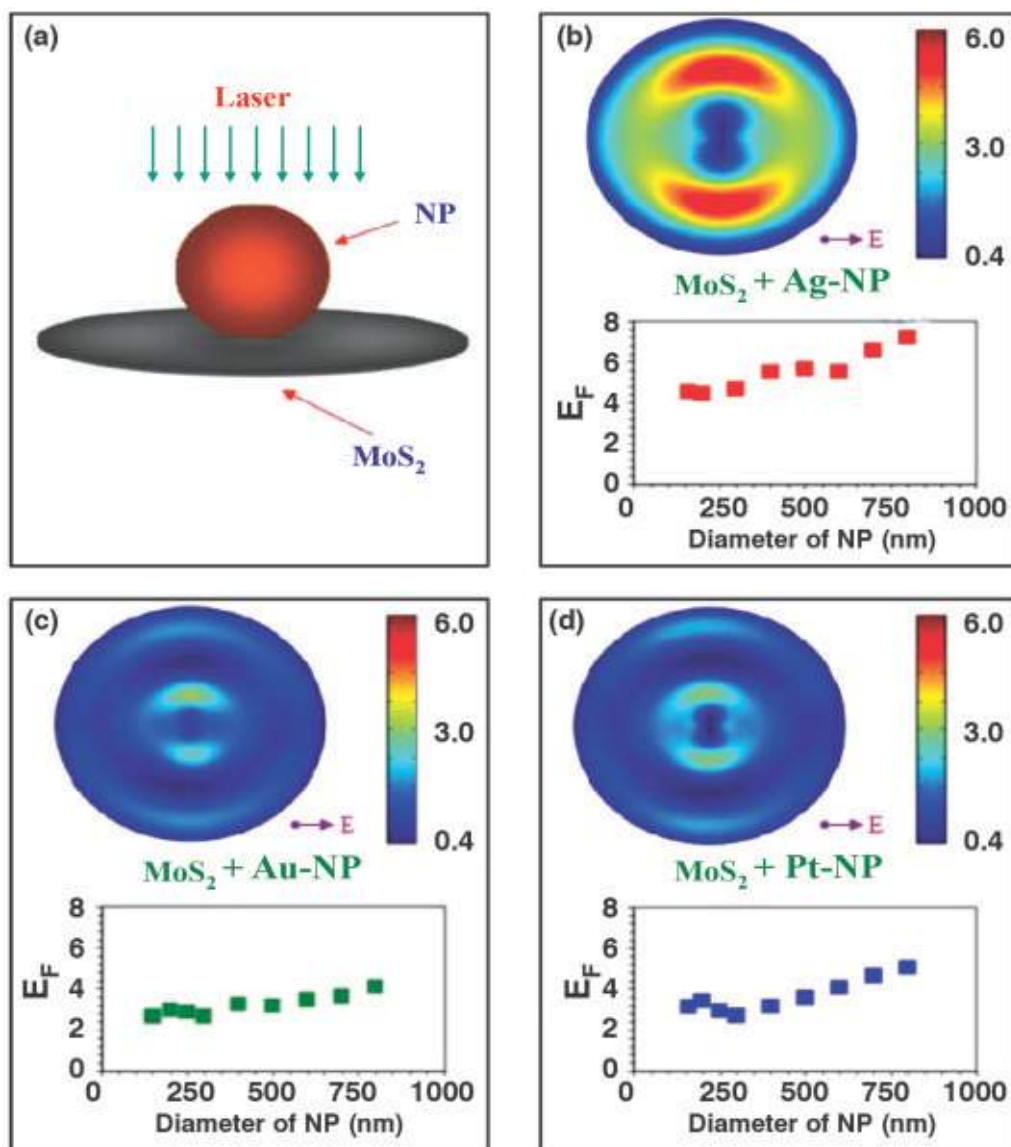 (a)
Laser
NP
MoS₂
(b)
6.0
3.0
0.4
E
MoS₂ + Ag-NP
8
6
4
2
0
E_F
0 250 500 750 1000
Diameter of NP (nm)
(c)
6.0
3.0
0.4
E
MoS₂ + Au-NP
8
6
4
2
0
E_F
0 250 500 750 1000
Diameter of NP (nm)
(d)
6.0
3.0
0.4
E
MoS₂ + Pt-NP
8
6
4
2
0
E_F
0 250 500 750 1000
Diameter of NP (nm)